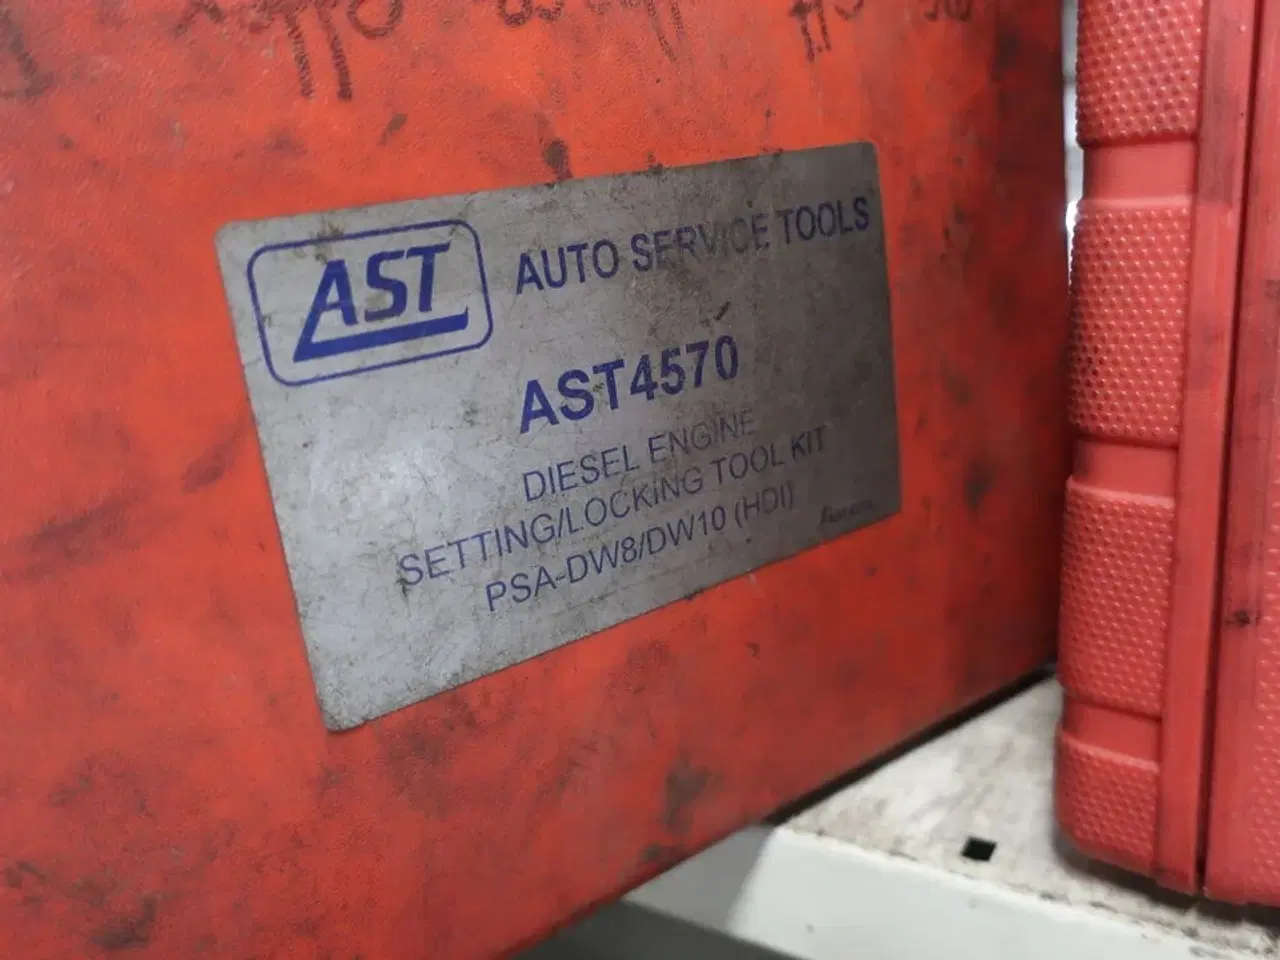 AST AUTO SERVICE TOOLS
AST4570
DIESEL ENGINE
SETTING/LOCKING TOOL KIT
PSA-DW8/DW10 (HDI)